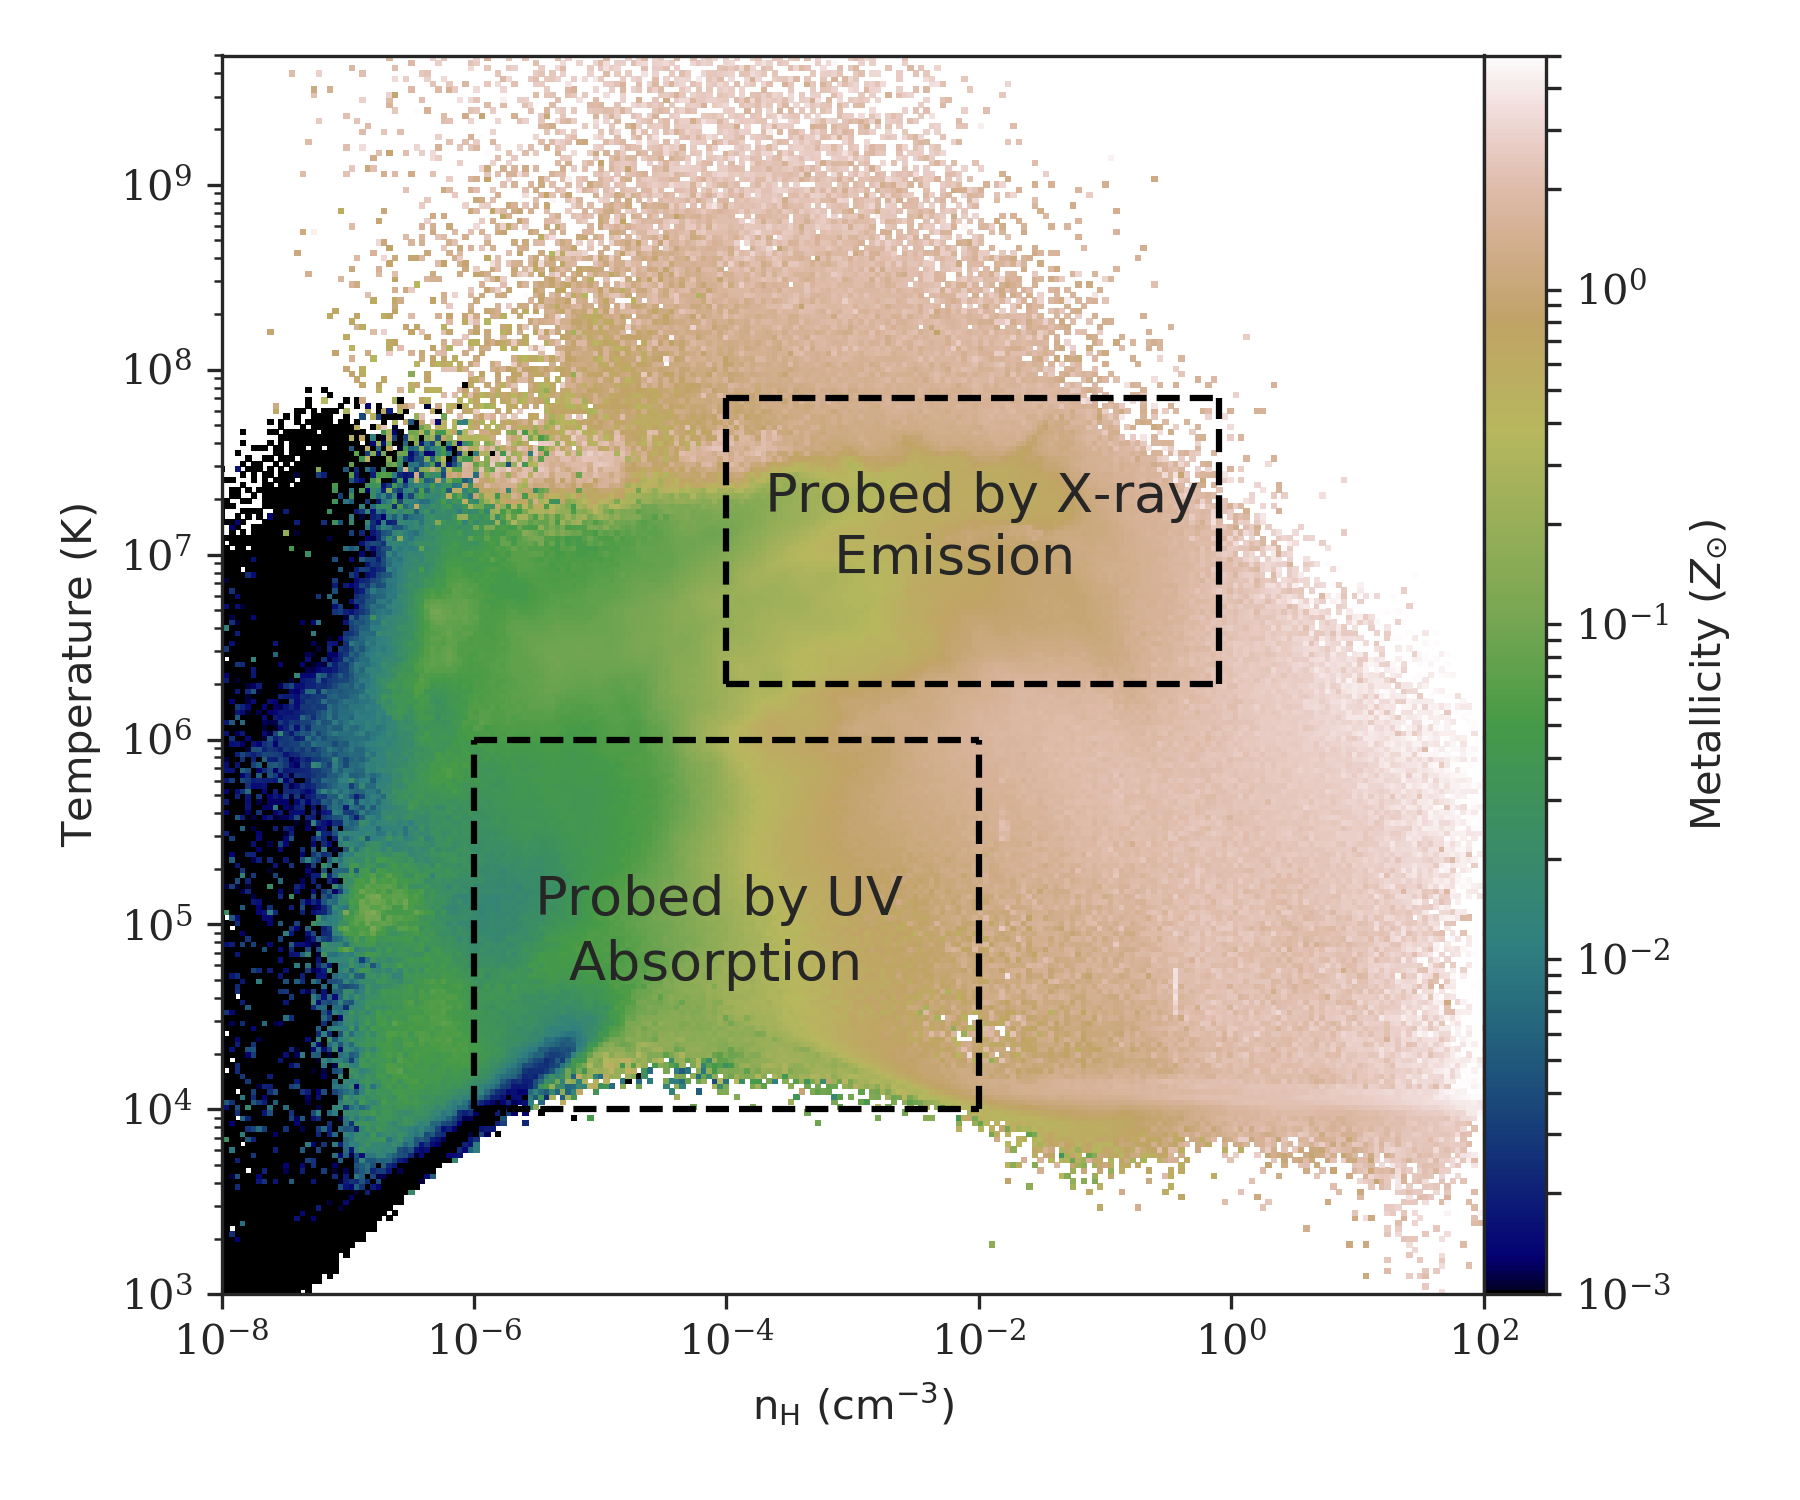 10⁹
10⁸
10⁷
10⁶
10⁵
10⁴
10³
Temperature (K)
Probed by X-ray
Emission
Probed by UV
Absorption
10⁻⁸ 10⁻⁶ 10⁻⁴ 10⁻² 10⁰ 10²
n_H (cm⁻³)
10⁰
10⁻¹
10⁻²
10⁻³
Metallicity (Z☉)